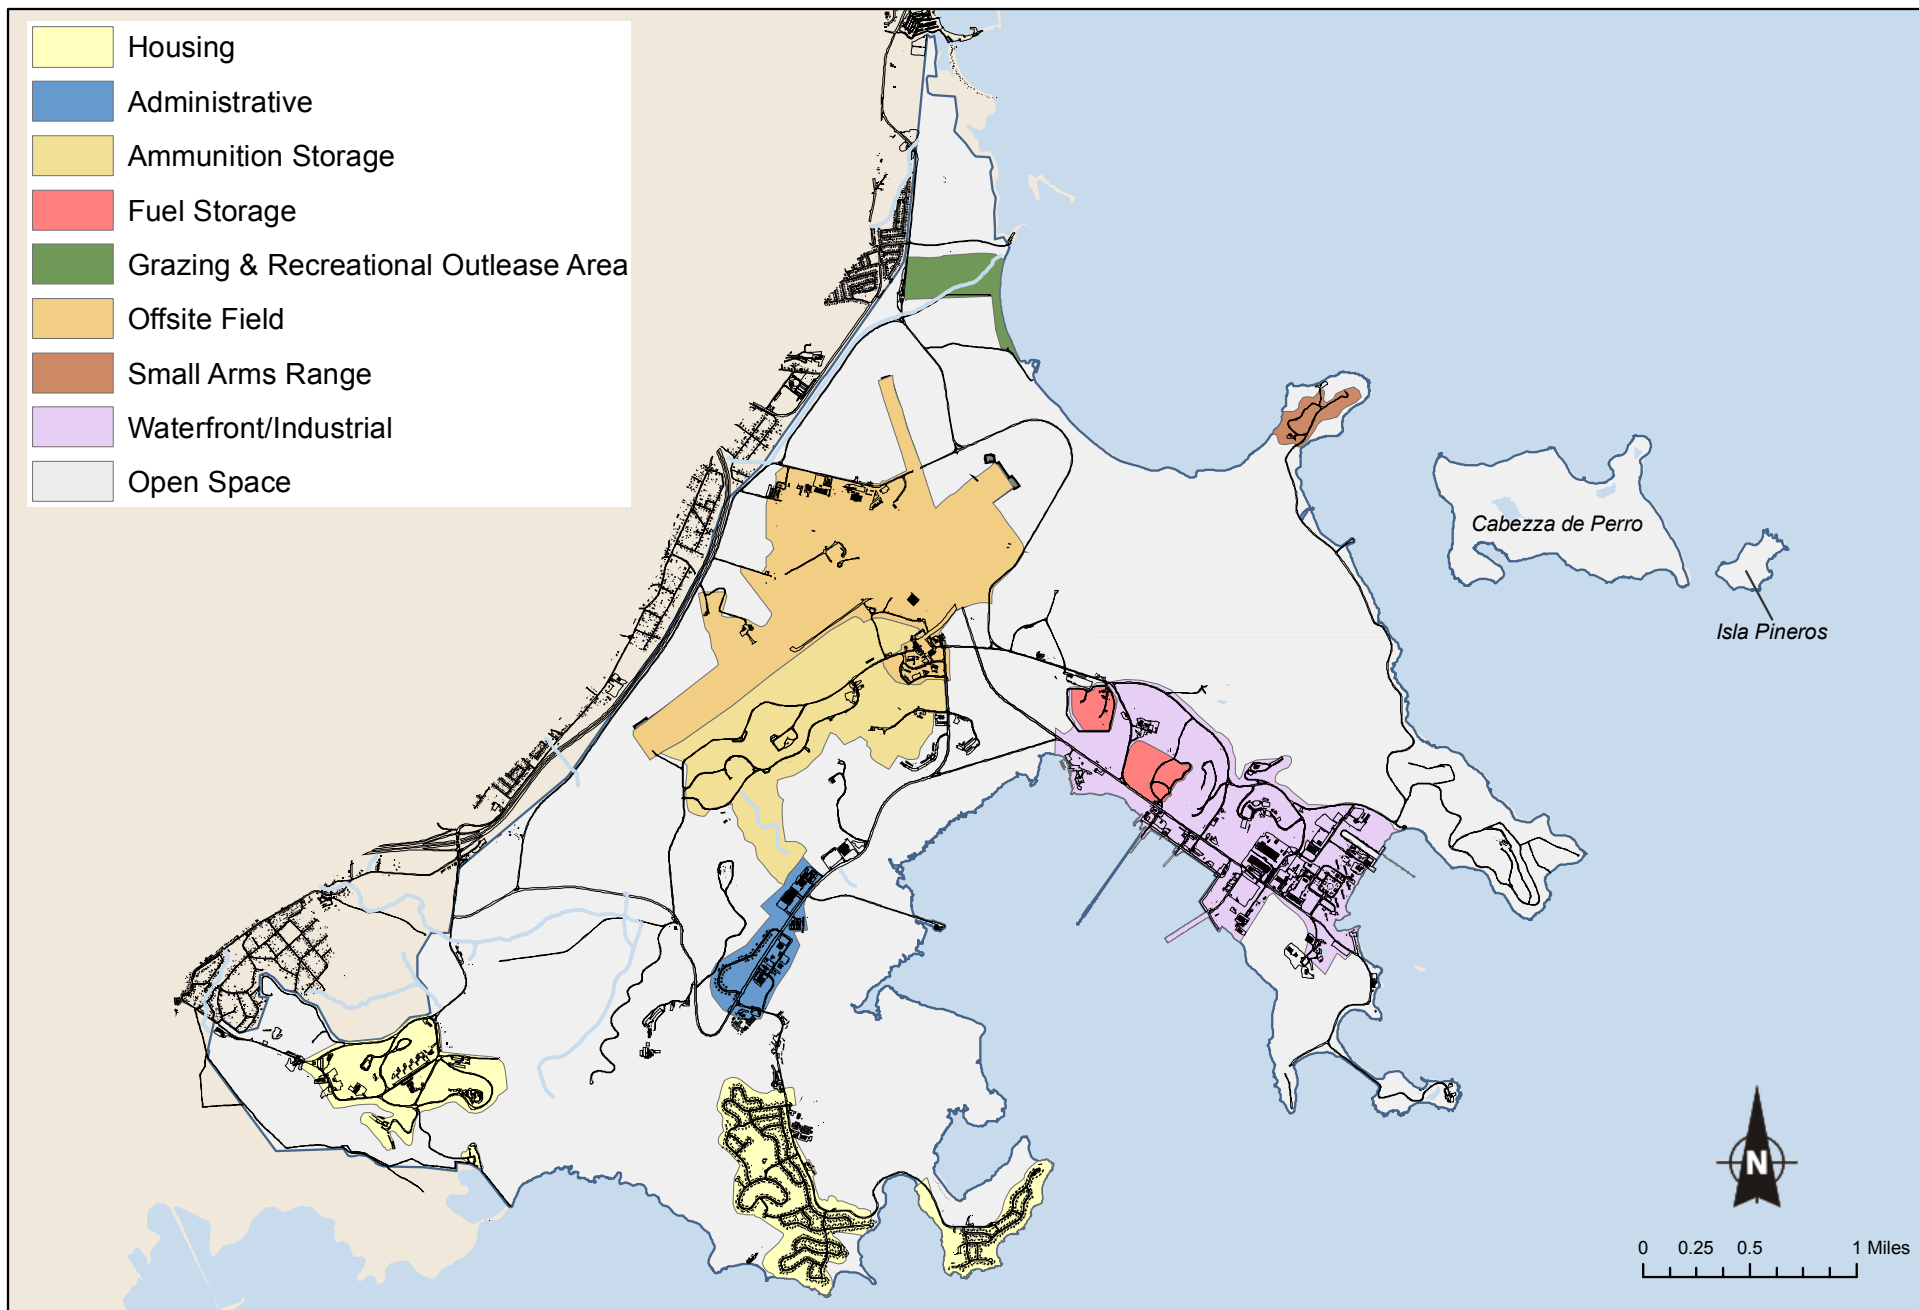 Housing
Administrative
Ammunition Storage
Fuel Storage
Grazing & Recreational Outlease Area
Offsite Field
Small Arms Range
Waterfront/Industrial
Open Space
Cabezza de Perro
Isla Pineros
N
0 0.25 0.5 1 Miles